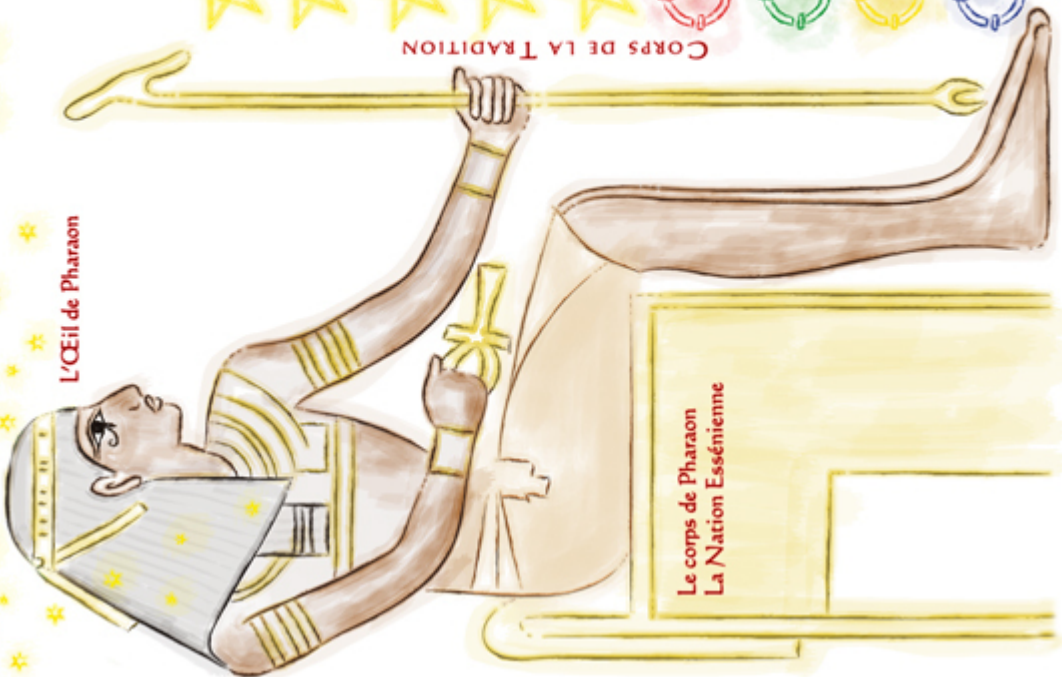 CORPS DE LA TRADITION
L'Œil de Pharaon
Le corps de Pharaon
La Nation Essénienne